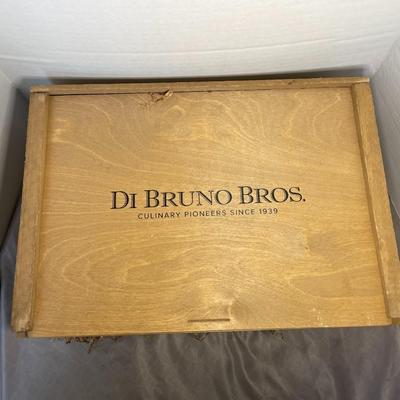 DI BRUNO BROS.
CULINARY PIONEERS SINCE 1939